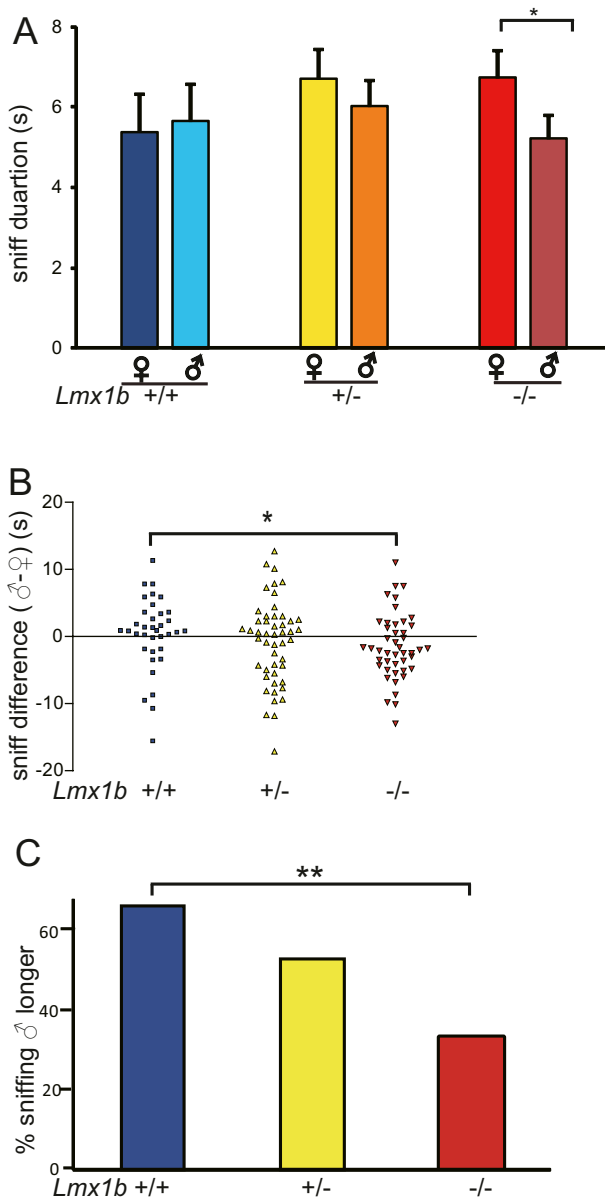 A
*
sniff duartion (s)
8
6
4
2
0
♀ ♂ ♀ ♂ ♀ ♂
Lmx1b +/+ +/- -/-
B
*
sniff difference (♂-♀) (s)
20
10
0
-10
-20
Lmx1b +/+ +/- -/-
C
**
% sniffing ♂ longer
60
40
20
0
Lmx1b +/+ +/- -/-